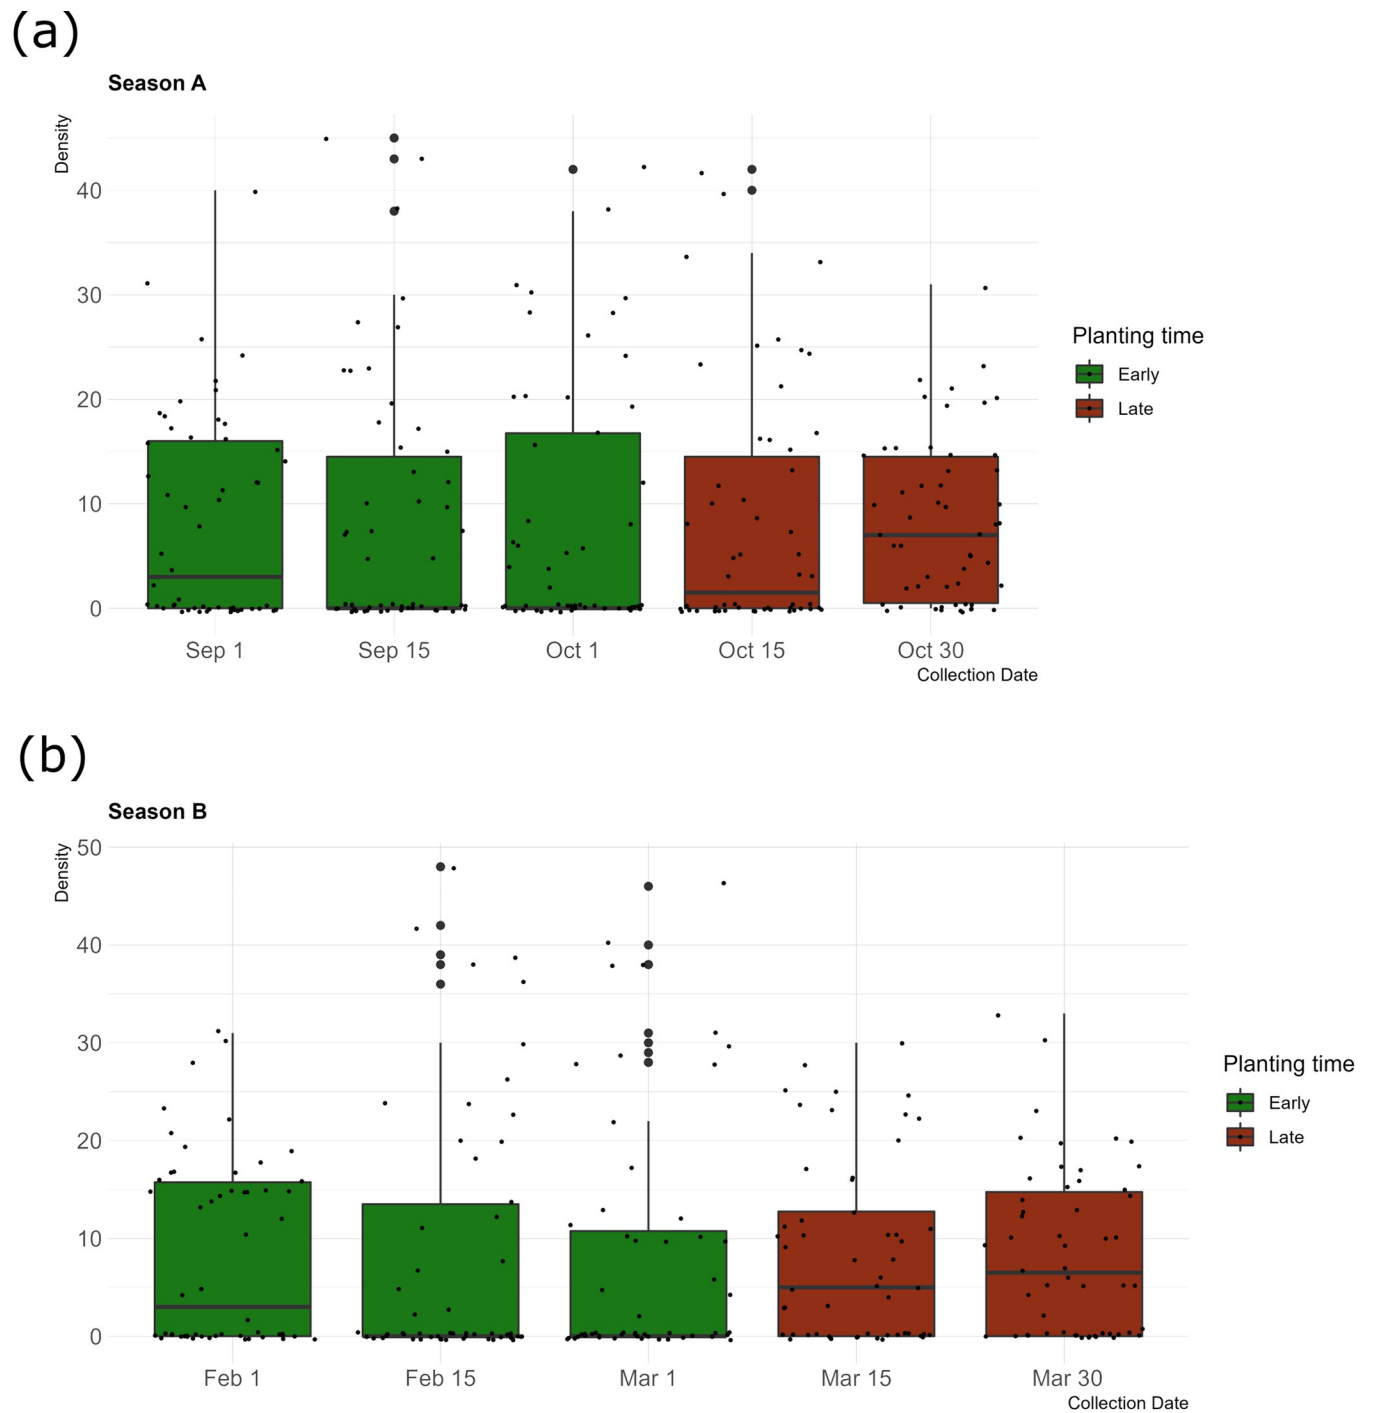 (a)
Season A
Density
40
30
20
10
0
Sep 1 Sep 15 Oct 1 Oct 15 Oct 30
Collection Date
Planting time
Early
Late
(b)
Season B
Density
50
40
30
20
10
0
Feb 1 Feb 15 Mar 1 Mar 15 Mar 30
Collection Date
Planting time
Early
Late